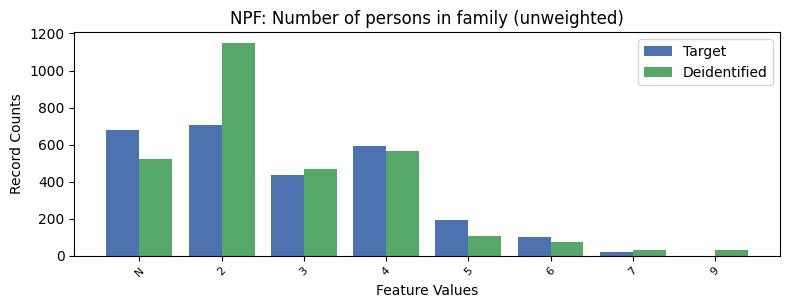 NPF: Number of persons in family (unweighted)
Target
Deidentified
Record Counts
1200
1000
800
600
400
200
0
N 2 3 4 5 6 7 9
Feature Values